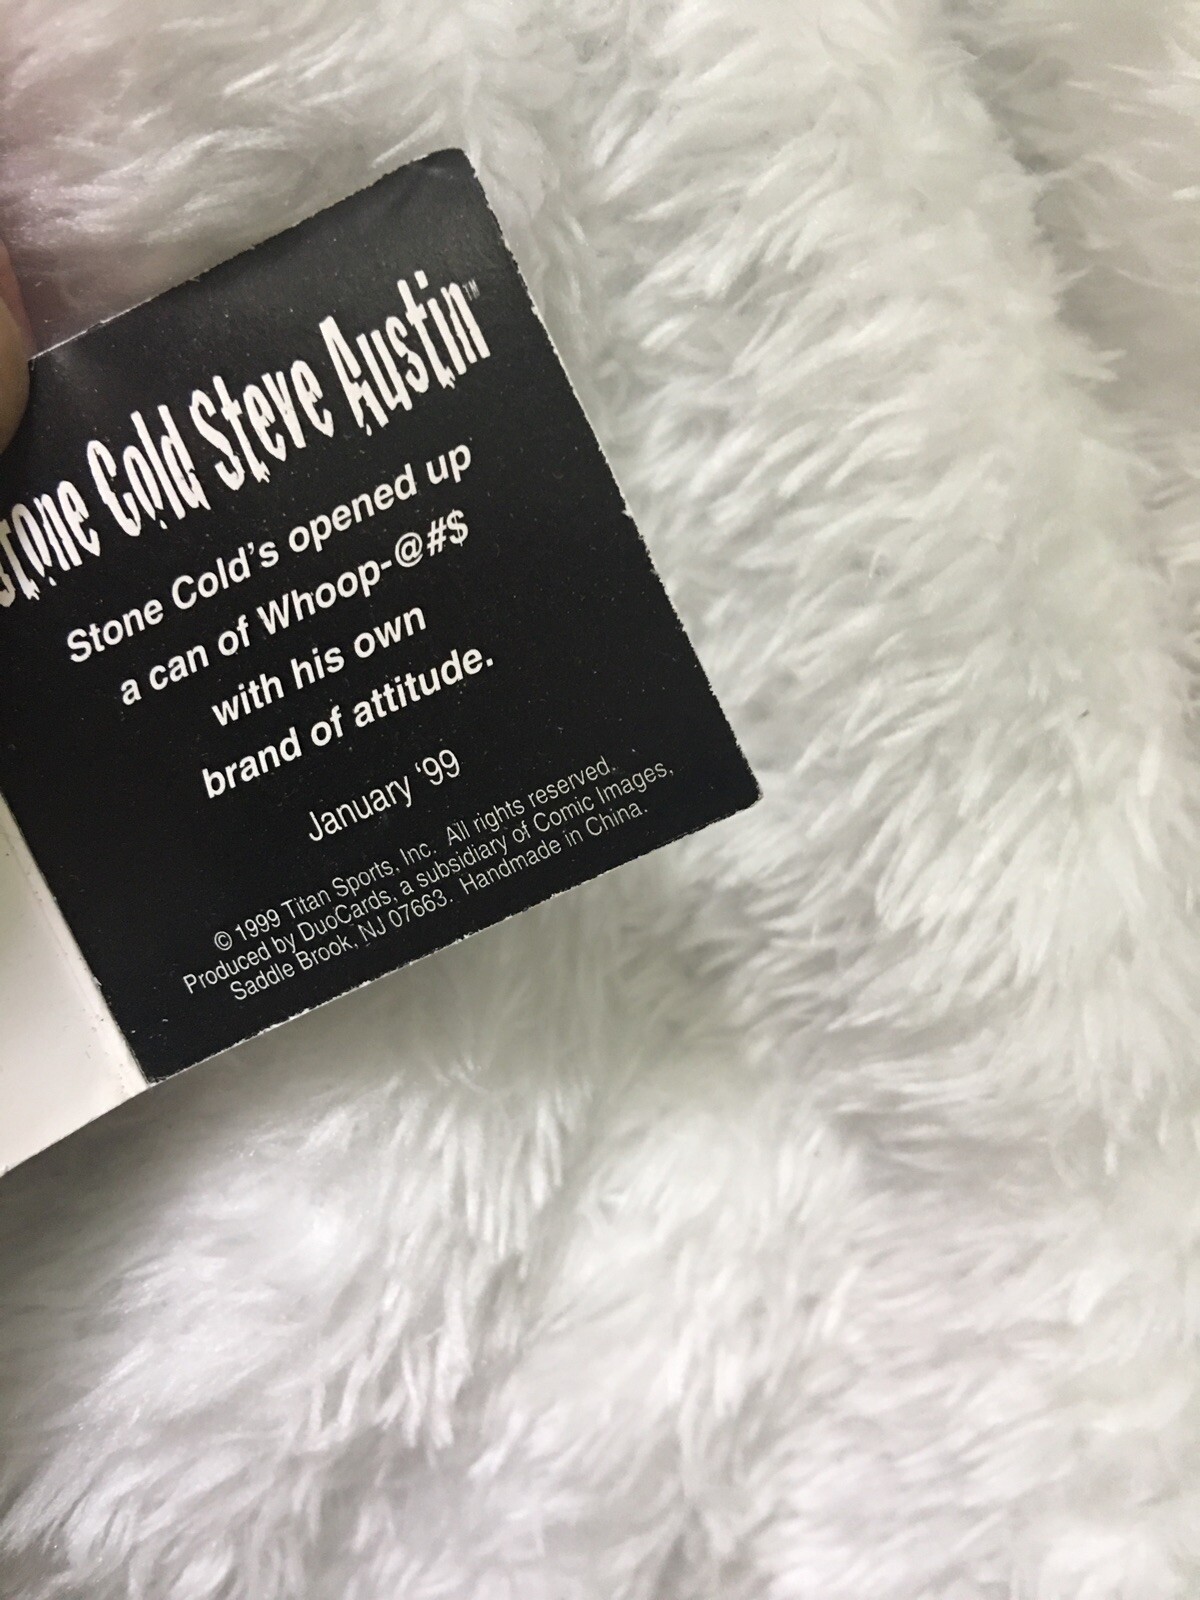 Stone Cold Steve Austin™
Stone Cold's opened up
a can of Whoop-@#$
with his own
brand of attitude.
January '99
© 1999 Titan Sports, Inc. All rights reserved.
Produced by DuoCards, a subsidiary of Comic Images,
Saddle Brook, NJ 07663. Handmade in China.